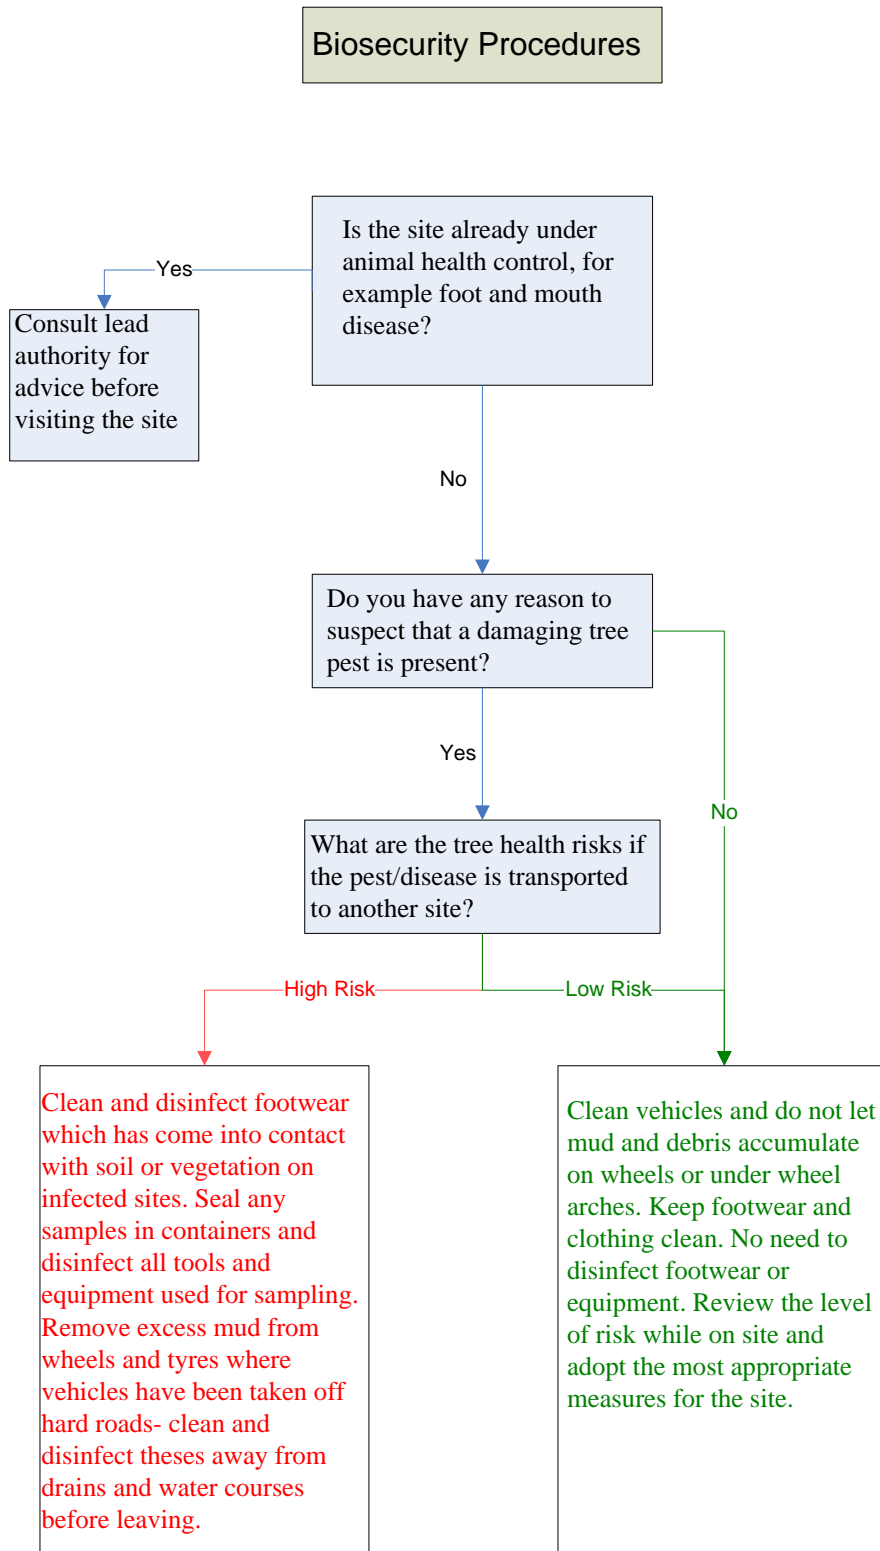 Biosecurity Procedures
Is the site already under
animal health control, for
example foot and mouth
disease?
Yes
Consult lead
authority for
advice before
visiting the site
No
Do you have any reason to
suspect that a damaging tree
pest is present?
Yes
No
What are the tree health risks if
the pest/disease is transported
to another site?
High Risk
Low Risk
Clean and disinfect footwear
which has come into contact
with soil or vegetation on
infected sites. Seal any
samples in containers and
disinfect all tools and
equipment used for sampling.
Remove excess mud from
wheels and tyres where
vehicles have been taken off
hard roads- clean and
disinfect theses away from
drains and water courses
before leaving.
Clean vehicles and do not let
mud and debris accumulate
on wheels or under wheel
arches. Keep footwear and
clothing clean. No need to
disinfect footwear or
equipment. Review the level
of risk while on site and
adopt the most appropriate
measures for the site.